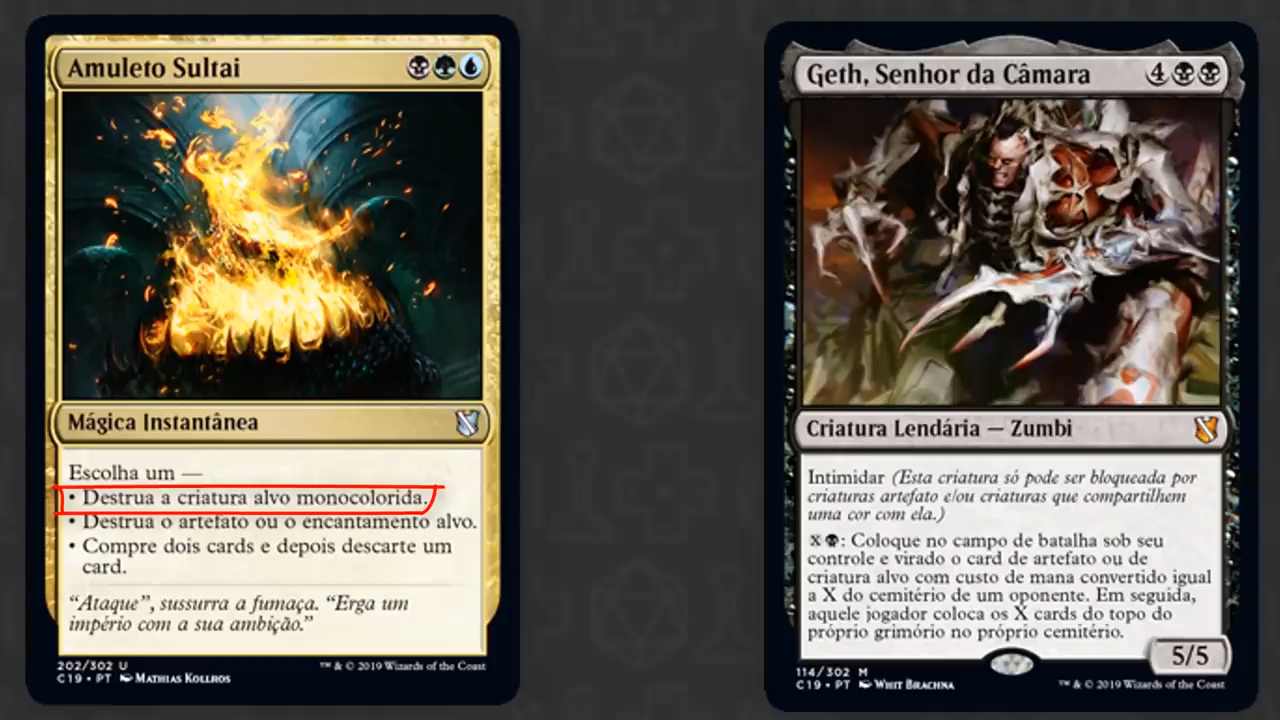 Amuleto Sultai
Mágica Instantânea
Escolha um —
• Destrua a criatura alvo monocolorida.
• Destrua o artefato ou o encantamento alvo.
• Compre dois cards e depois descarte um
card.
“Ataque”, sussurra a fumaça. “Erga um
império com a sua ambição.”
202/302 U
C19 • PT Mathias Kollros
™ & © 2019 Wizards of the Coast
Geth, Senhor da Câmara
4
Criatura Lendária — Zumbi
Intimidar (Esta criatura só pode ser bloqueada por
criaturas artefato e/ou criaturas que compartilhem
uma cor com ela.)
X : Coloque no campo de batalha sob seu
controle e virado o card de artefato ou de
criatura alvo com custo de mana convertido igual
a X do cemitério de um oponente. Em seguida,
aquele jogador coloca os X cards do topo do
próprio grimório no próprio cemitério.
5/5
114/302 M
C19 • PT Whit Brachna
™ & © 2019 Wizards of the Coast